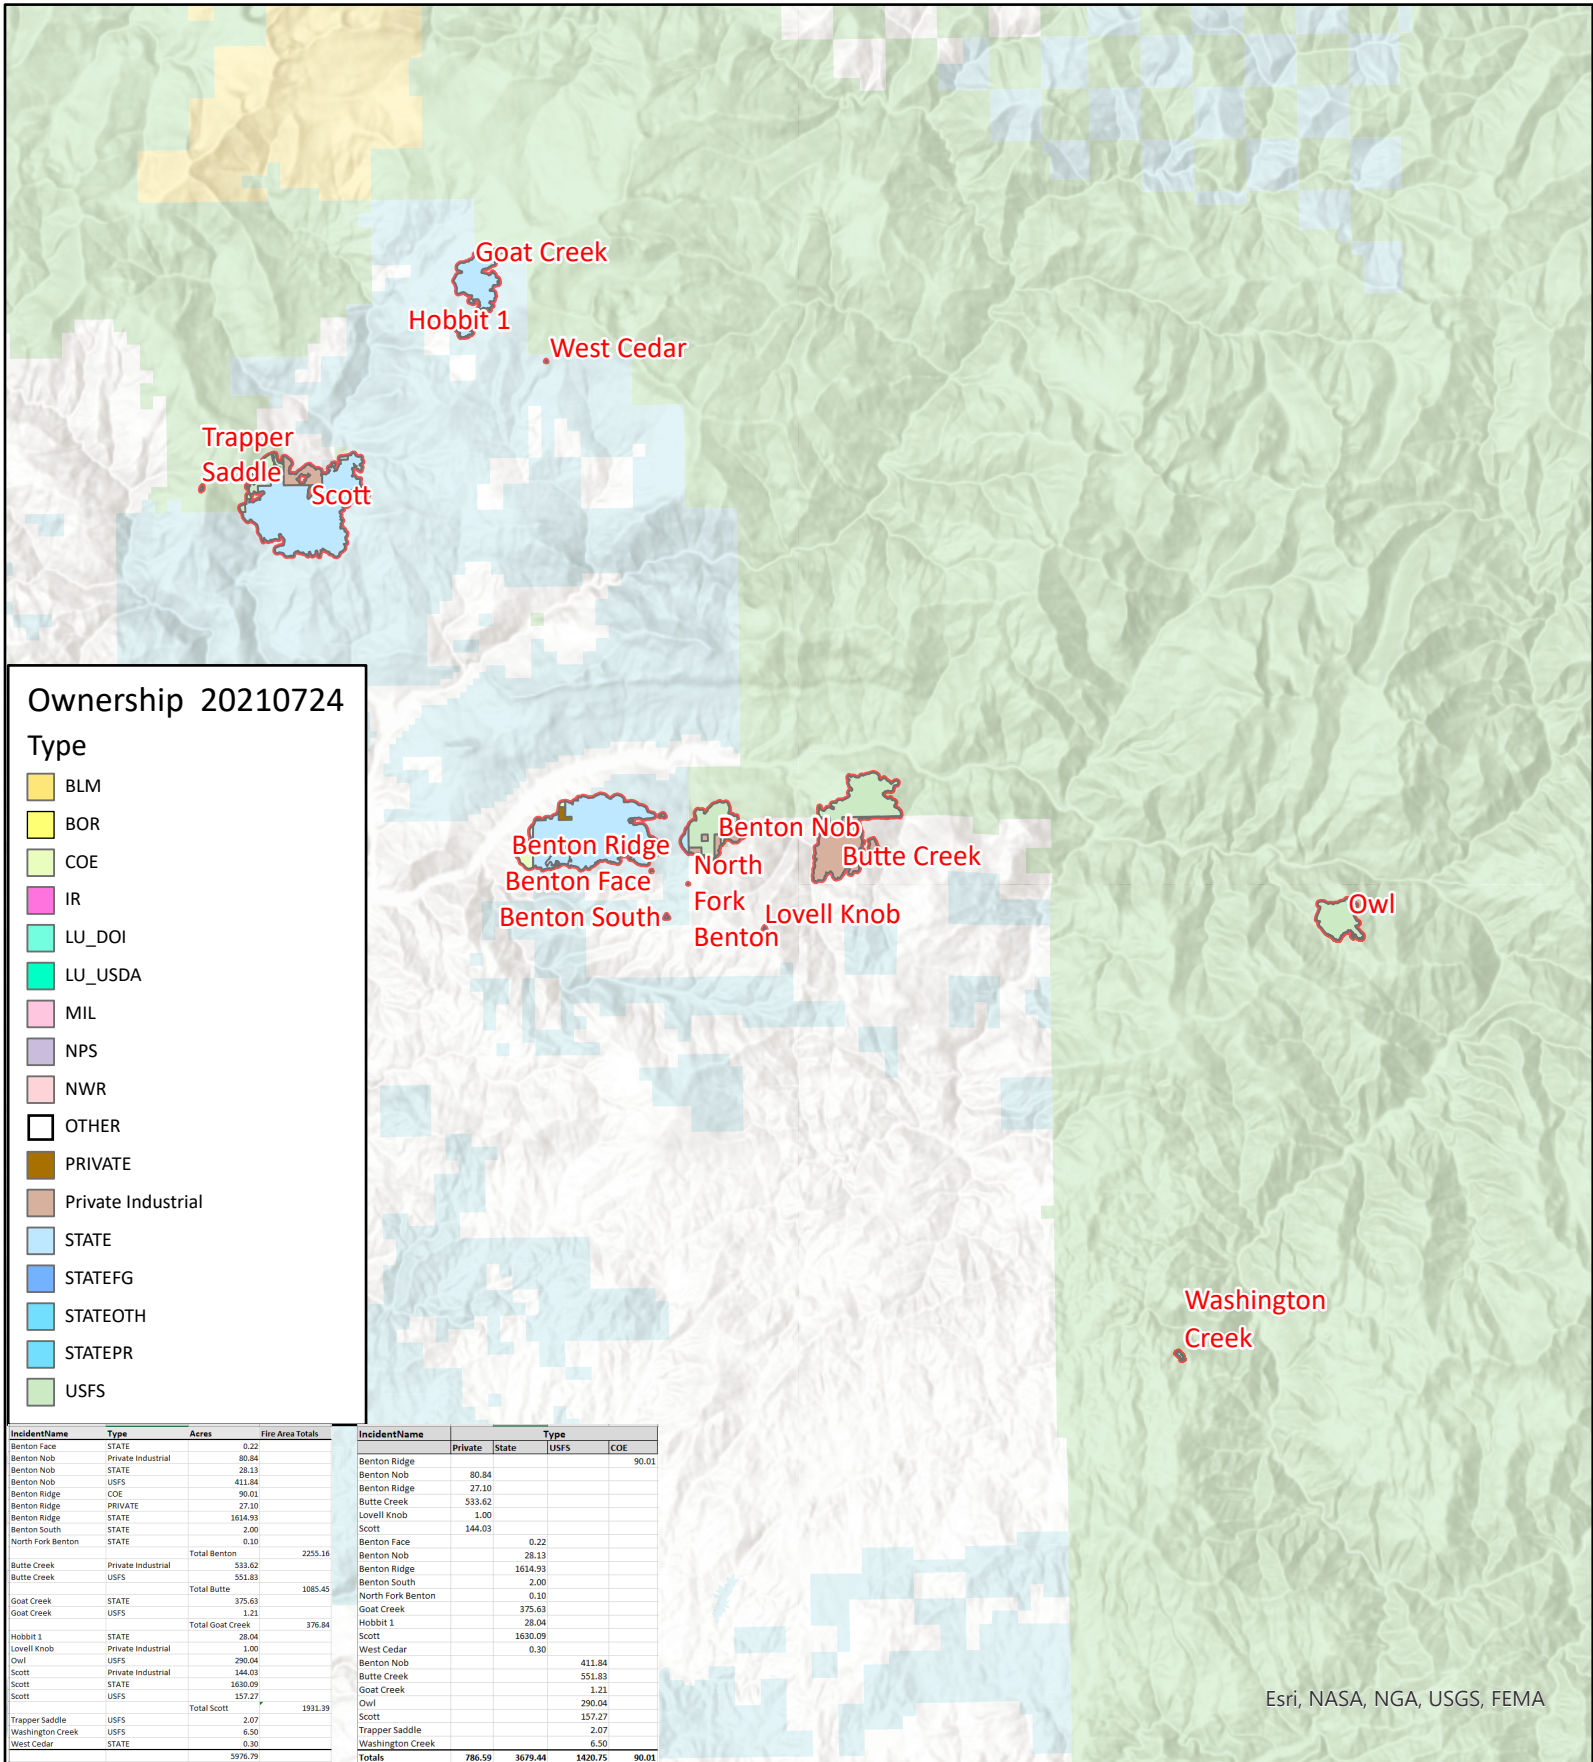 Goat Creek
Hobbit 1
West Cedar
Trapper
Saddle
Scott
Ownership 20210724
Type
BLM
BOR
COE
IR
LU_DOI
LU_USDA
MIL
NPS
NWR
OTHER
PRIVATE
Private Industrial
STATE
STATEFG
STATEOTH
STATEPR
USFS
Benton Ridge
Benton Face
Benton South
Benton Nob
North
Fork
Benton
Butte Creek
Lovell Knob
Owl
Washington
Creek
IncidentName Type Acres Fire Area Totals
Benton Face STATE 0.22
Benton Nob Private Industrial 80.84
Benton Nob STATE 28.13
Benton Nob USFS 411.84
Benton Ridge COE 90.01
Benton Ridge PRIVATE 27.10
Benton Ridge STATE 1614.93
Benton South STATE 2.00
North Fork Benton STATE 0.10
Total Benton 2255.16
Butte Creek Private Industrial 533.62
Butte Creek USFS 551.83
Total Butte 1085.45
Goat Creek STATE 375.63
Goat Creek USFS 1.21
Total Goat Creek 376.84
Hobbit 1 STATE 28.04
Lovell Knob Private Industrial 1.00
Owl USFS 290.04
Scott Private Industrial 144.03
Scott STATE 1630.09
Scott USFS 157.27
Total Scott 1931.39
Trapper Saddle USFS 2.07
Washington Creek USFS 6.50
West Cedar STATE 0.30
5976.79
IncidentName Type
Private State USFS COE
Benton Ridge 90.01
Benton Nob 80.84
Benton Ridge 27.10
Butte Creek 533.62
Lovell Knob 1.00
Scott 144.03
Benton Face 0.22
Benton Nob 28.13
Benton Ridge 1614.93
Benton South 2.00
North Fork Benton 0.10
Goat Creek 375.63
Hobbit 1 28.04
Scott 1630.09
West Cedar 0.30
Benton Nob 411.84
Butte Creek 551.83
Goat Creek 1.21
Owl 290.04
Scott 157.27
Trapper Saddle 2.07
Washington Creek 6.50
Totals 786.59 3679.44 1420.75 90.01
Esri, NASA, NGA, USGS, FEMA